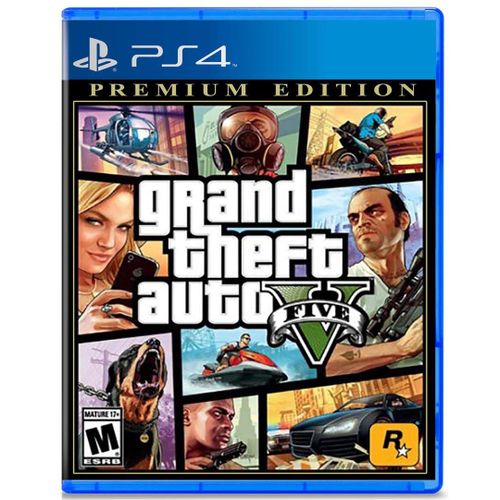 PS4
PREMIUM EDITION
grand
theft
auto
V
FIVE
MATURE 17+
M
ESRB
R